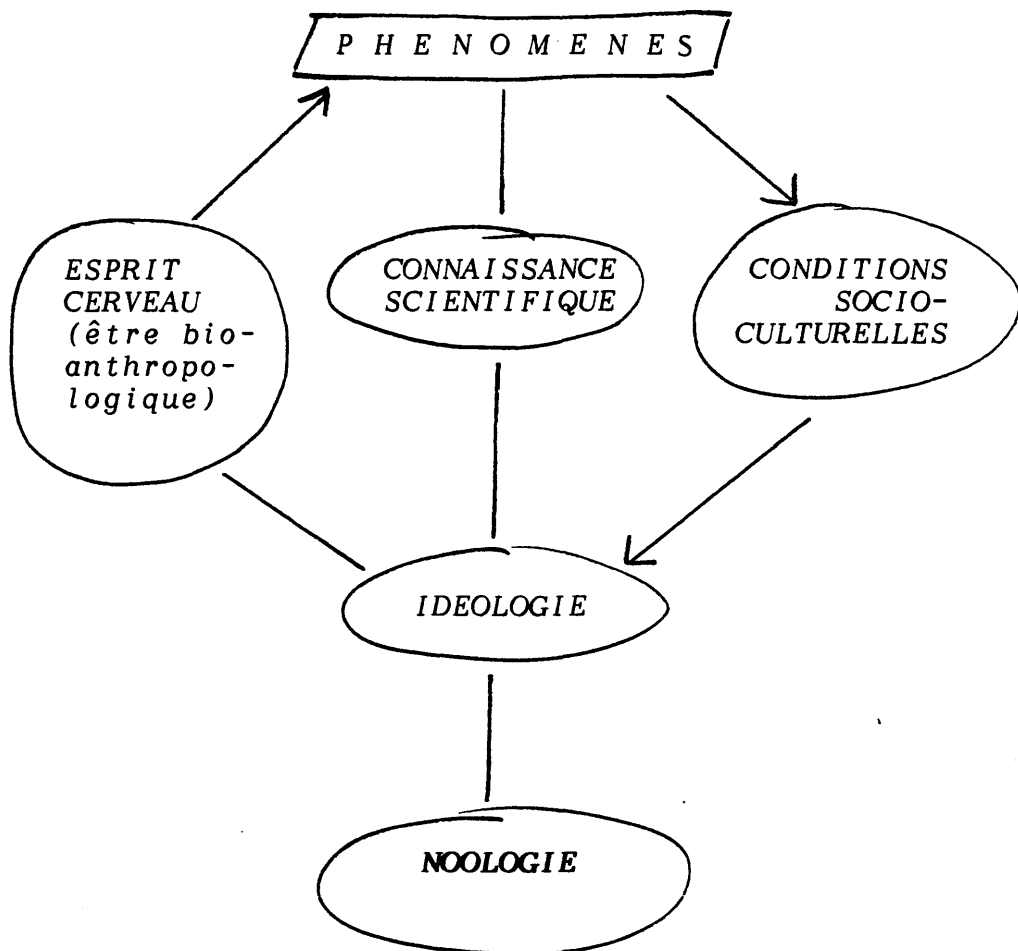 P H E N O M E N E S
ESPRIT
CERVEAU
(être bio-
anthropo-
logique)
CONNAISSANCE
SCIENTIFIQUE
CONDITIONS
SOCIO-
CULTURELLES
IDEOLOGIE
NOOLOGIE